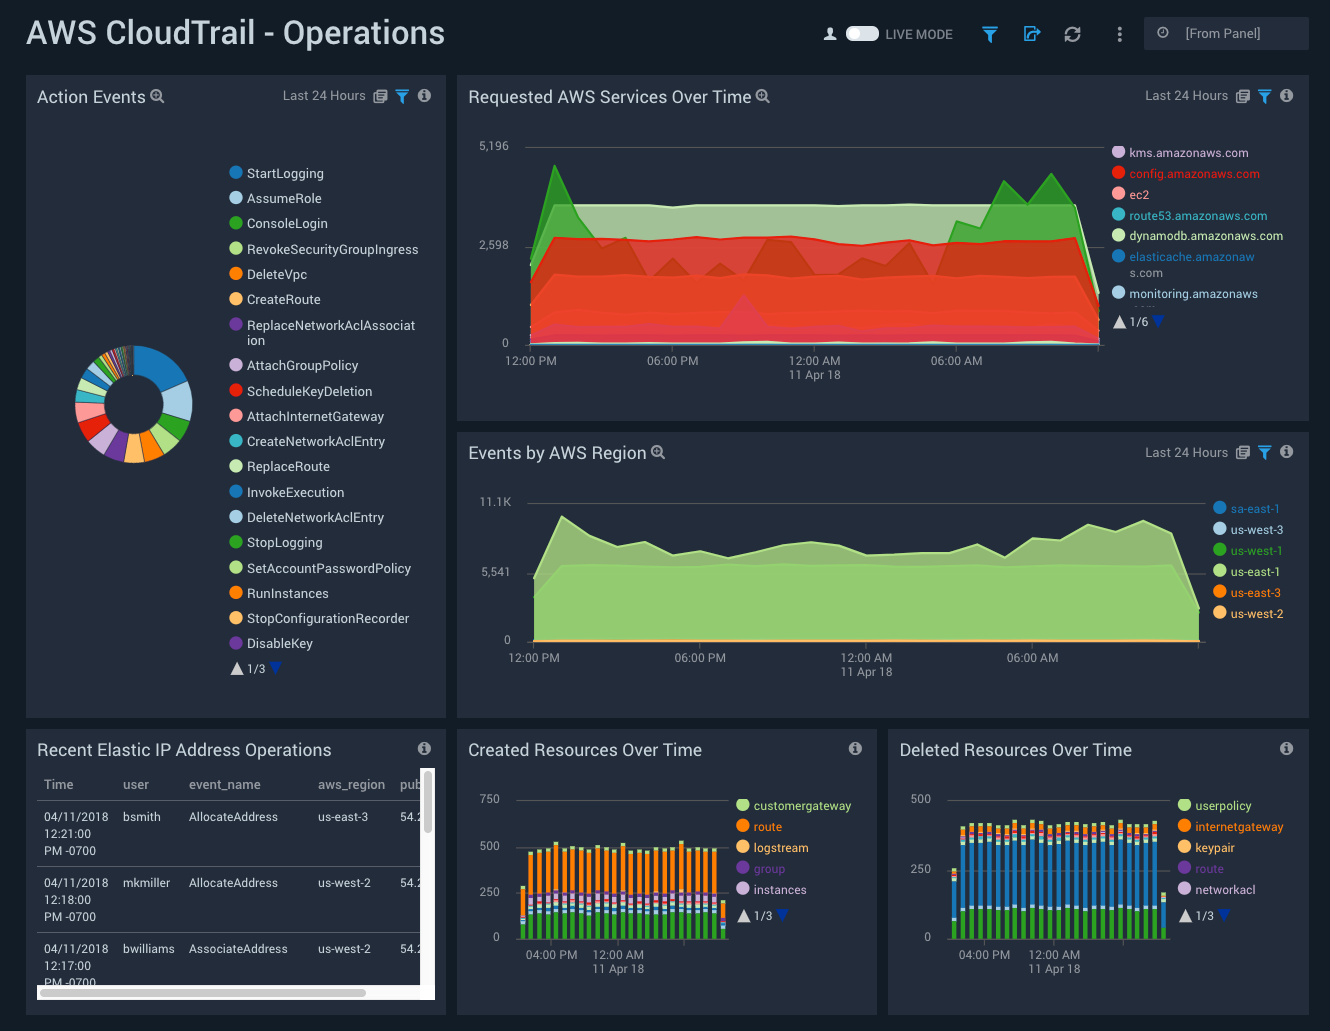 AWS CloudTrail - Operations
LIVE MODE
[From Panel]
Action Events
Last 24 Hours
StartLogging
AssumeRole
ConsoleLogin
RevokeSecurityGroupIngress
DeleteVpc
CreateRoute
ReplaceNetworkAclAssociat
ion
AttachGroupPolicy
ScheduleKeyDeletion
AttachInternetGateway
CreateNetworkAclEntry
ReplaceRoute
InvokeExecution
DeleteNetworkAclEntry
StopLogging
SetAccountPasswordPolicy
RunInstances
StopConfigurationRecorder
DisableKey
1/3
Requested AWS Services Over Time
Last 24 Hours
5,196
2,598
0
12:00 PM
06:00 PM
12:00 AM
11 Apr 18
06:00 AM
kms.amazonaws.com
config.amazonaws.com
ec2
route53.amazonaws.com
dynamodb.amazonaws.com
elasticache.amazonaw
s.com
monitoring.amazonaws
1/6
Events by AWS Region
Last 24 Hours
11.1K
5,541
0
12:00 PM
06:00 PM
12:00 AM
11 Apr 18
06:00 AM
sa-east-1
us-west-3
us-west-1
us-east-1
us-east-3
us-west-2
Recent Elastic IP Address Operations
Time user event_name aws_region pub
04/11/2018 bsmith AllocateAddress us-east-3 54.2
12:21:00
PM -0700
04/11/2018 mkmiller AllocateAddress us-west-2 54.2
12:18:00
PM -0700
04/11/2018 bwilliams AssociateAddress us-west-2 54.2
12:17:00
PM -0700
Created Resources Over Time
750
500
250
0
04:00 PM
12:00 AM
11 Apr 18
customergateway
route
logstream
group
instances
1/3
Deleted Resources Over Time
500
250
0
04:00 PM
12:00 AM
11 Apr 18
userpolicy
internetgateway
keypair
route
networkacl
1/3